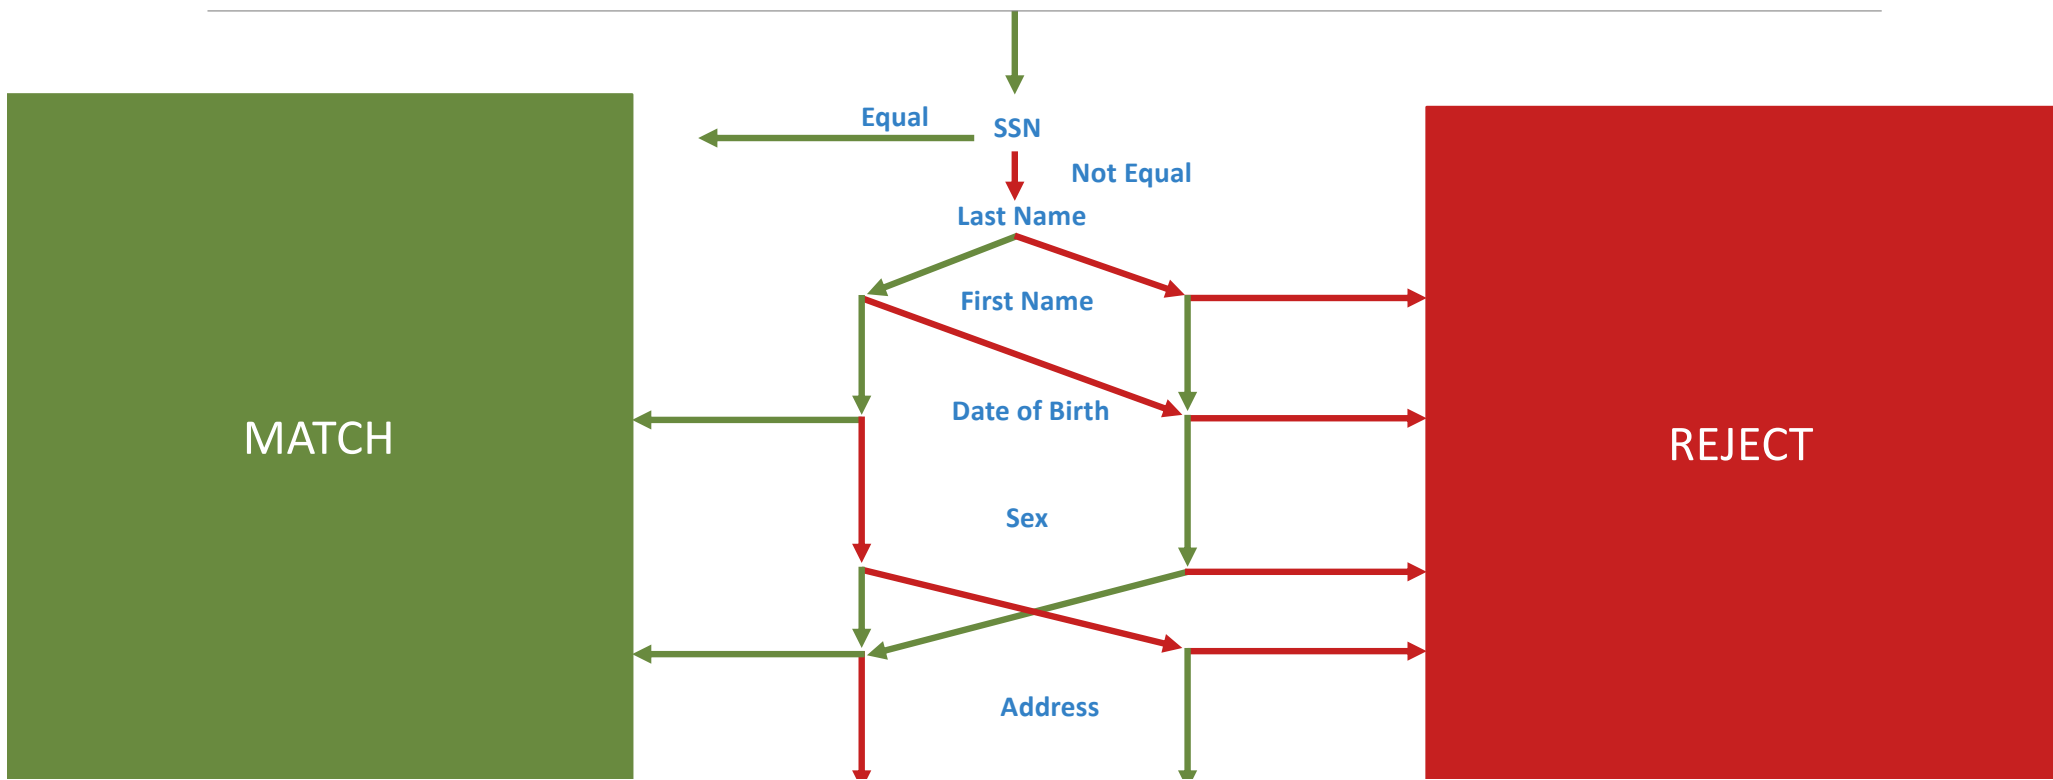 Equal
SSN
Not Equal
Last Name
First Name
Date of Birth
MATCH
REJECT
Sex
Address